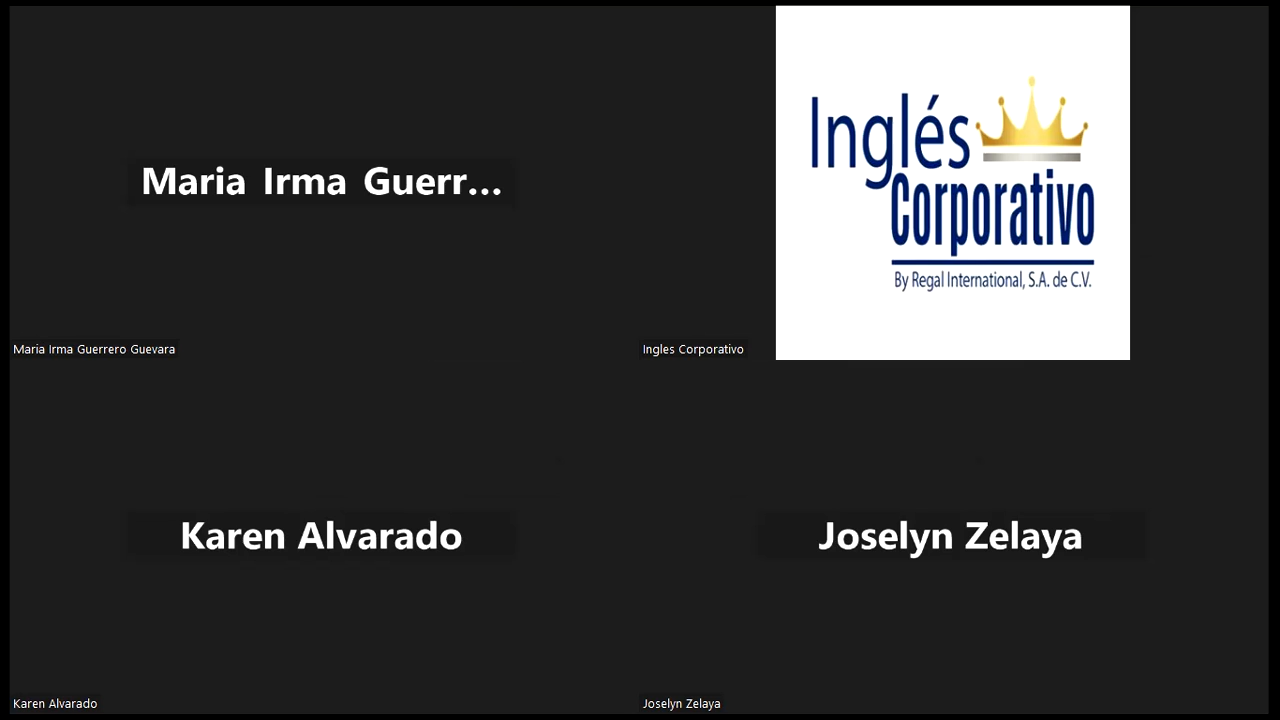 Maria Irma Guerr...
Maria Irma Guerrero Guevara
Inglés
Corporativo
By Regal International, S.A. de C.V.
Ingles Corporativo
Karen Alvarado
Karen Alvarado
Joselyn Zelaya
Joselyn Zelaya